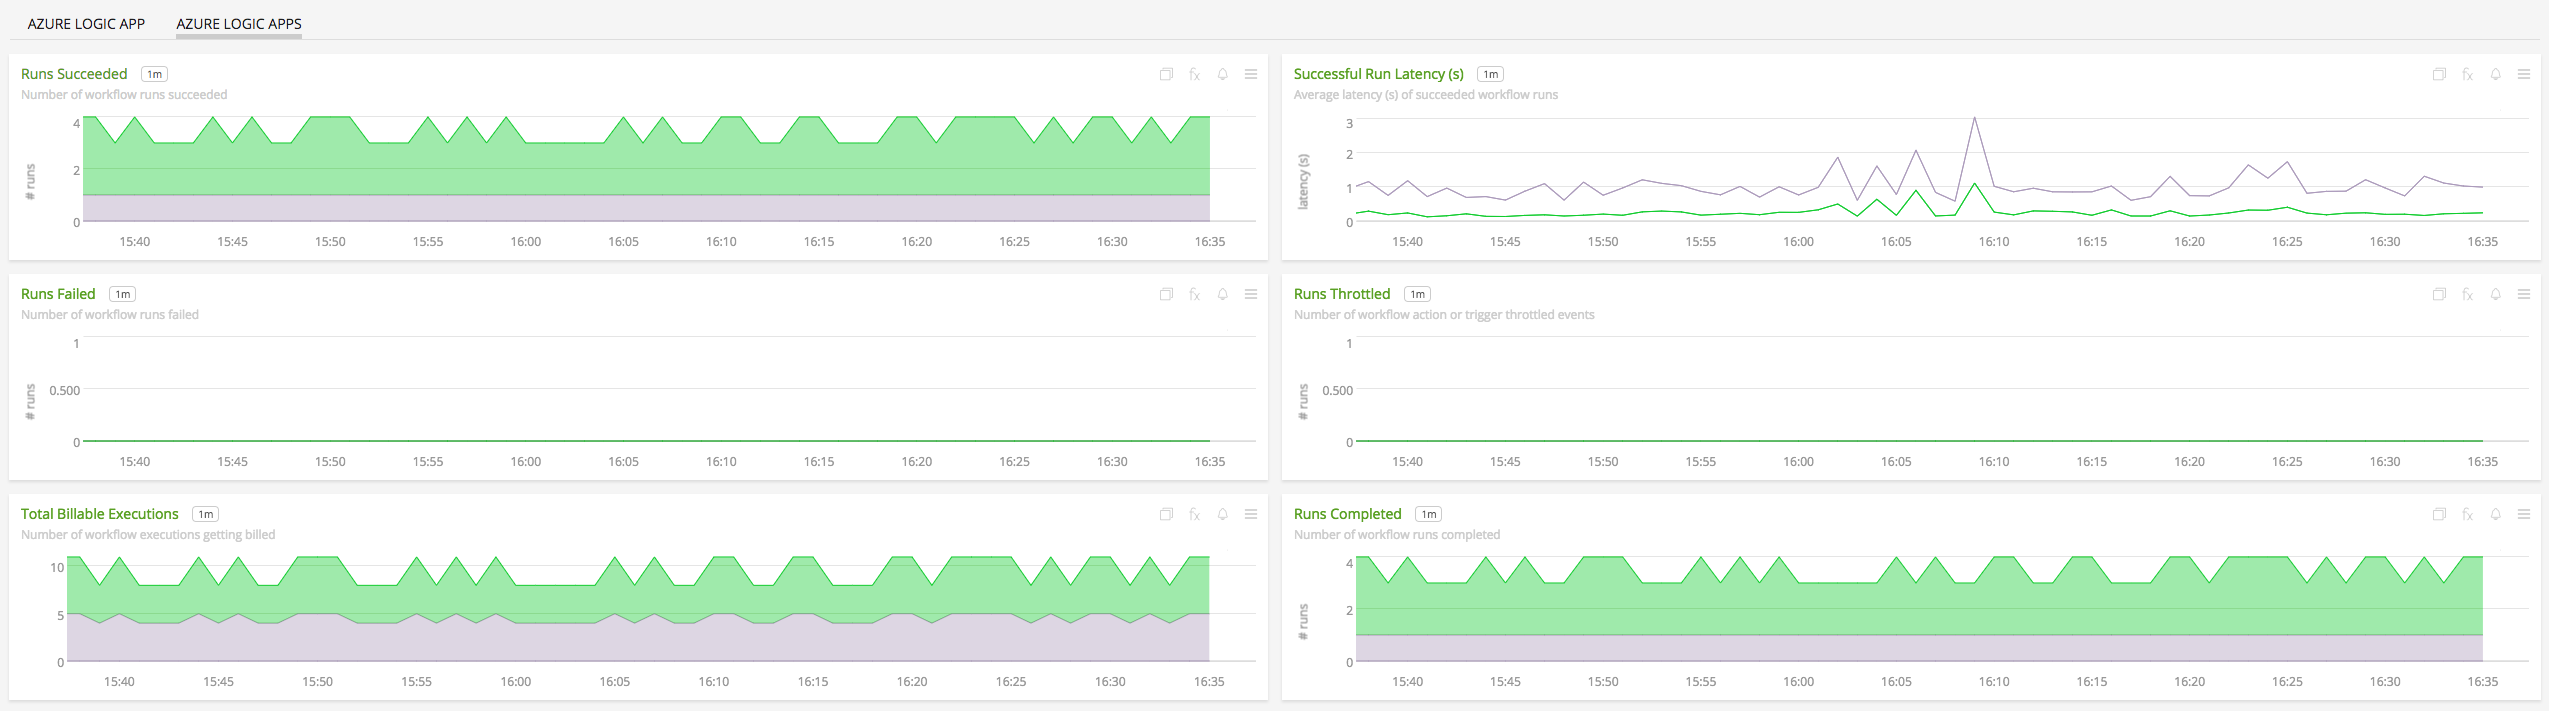 AZURE LOGIC APP AZURE LOGIC APPS
Runs Succeeded 1m fx
Number of workflow runs succeeded
4
2
0
# runs
15:40 15:45 15:50 15:55 16:00 16:05 16:10 16:15 16:20 16:25 16:30 16:35
Successful Run Latency (s) 1m fx
Average latency (s) of succeeded workflow runs
3
2
1
0
latency (s)
15:40 15:45 15:50 15:55 16:00 16:05 16:10 16:15 16:20 16:25 16:30 16:35
Runs Failed 1m fx
Number of workflow runs failed
1
0.500
0
# runs
15:40 15:45 15:50 15:55 16:00 16:05 16:10 16:15 16:20 16:25 16:30 16:35
Runs Throttled 1m fx
Number of workflow action or trigger throttled events
1
0.500
0
# runs
15:40 15:45 15:50 15:55 16:00 16:05 16:10 16:15 16:20 16:25 16:30 16:35
Total Billable Executions 1m fx
Number of workflow executions getting billed
10
5
0
15:40 15:45 15:50 15:55 16:00 16:05 16:10 16:15 16:20 16:25 16:30 16:35
Runs Completed 1m fx
Number of workflow runs completed
4
2
0
# runs
15:40 15:45 15:50 15:55 16:00 16:05 16:10 16:15 16:20 16:25 16:30 16:35